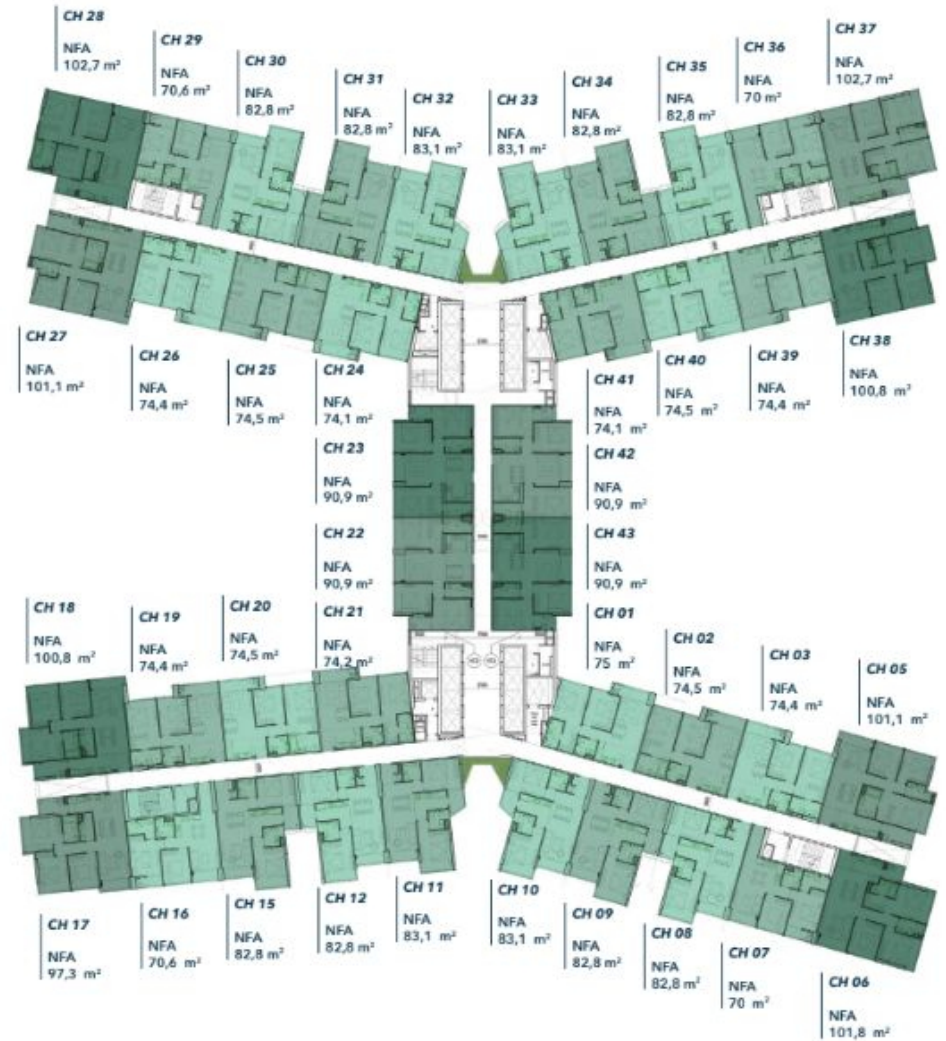 CH 28
NFA
102,7 m²
CH 29
NFA
70,6 m²
CH 30
NFA
82,8 m²
CH 31
NFA
82,8 m²
CH 32
NFA
83,1 m²
CH 33
NFA
83,1 m²
CH 34
NFA
82,8 m²
CH 35
NFA
82,8 m²
CH 36
NFA
70 m²
CH 37
NFA
102,7 m²
CH 27
NFA
101,1 m²
CH 26
NFA
74,4 m²
CH 25
NFA
74,5 m²
CH 24
NFA
74,1 m²
CH 41
NFA
74,1 m²
CH 40
NFA
74,5 m²
CH 39
NFA
74,4 m²
CH 38
NFA
100,8 m²
CH 23
NFA
90,9 m²
CH 42
NFA
90,9 m²
CH 22
NFA
90,9 m²
CH 43
NFA
90,9 m²
CH 18
NFA
100,8 m²
CH 19
NFA
74,4 m²
CH 20
NFA
74,5 m²
CH 21
NFA
74,2 m²
CH 01
NFA
75 m²
CH 02
NFA
74,5 m²
CH 03
NFA
74,4 m²
CH 05
NFA
101,1 m²
CH 17
NFA
97,3 m²
CH 16
NFA
70,6 m²
CH 15
NFA
82,8 m²
CH 12
NFA
82,8 m²
CH 11
NFA
83,1 m²
CH 10
NFA
83,1 m²
CH 09
NFA
82,8 m²
CH 08
NFA
82,8 m²
CH 07
NFA
70 m²
CH 06
NFA
101,8 m²